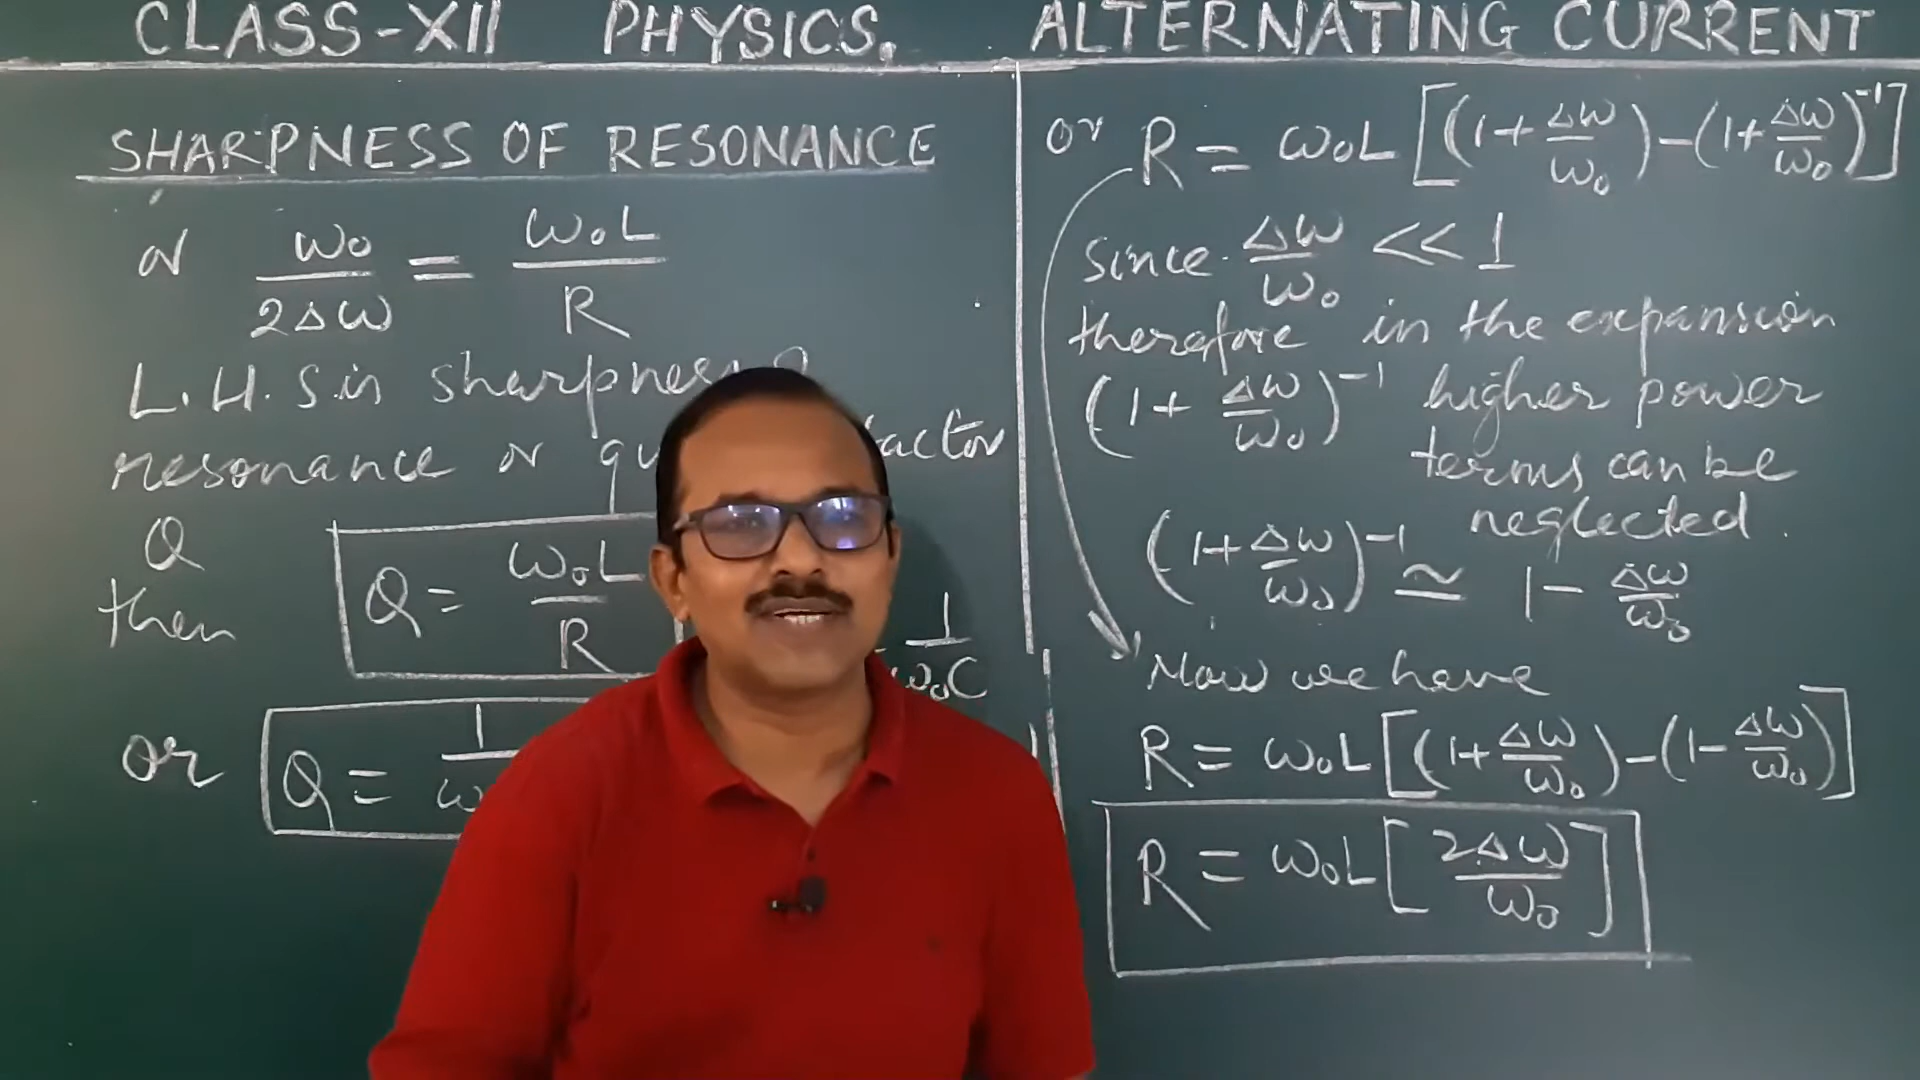 CLASS-XII PHYSICS. ALTERNATING CURRENT
SHARPNESS OF RESONANCE
or ω₀/2Δω = ω₀L/R
L.H.S is sharpness
resonance or factor
Q
then Q = ω₀L/R
1/ω₀C
or Q = 1/ω
or R = ω₀L[(1+Δω/ω₀)-(1+Δω/ω₀)⁻¹]
Since Δω/ω₀ << 1
therefore in the expansion
(1+Δω/ω₀)⁻¹ higher power
terms can be
neglected.
(1+Δω/ω₀)⁻¹ ≃ 1-Δω/ω₀
Now we have
R = ω₀L[(1+Δω/ω₀)-(1-Δω/ω₀)]
R = ω₀L[2Δω/ω₀]